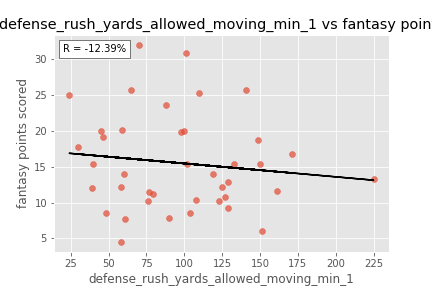 defense_rush_yards_allowed_moving_min_1 vs fantasy poin
R = -12.39%
30
25
20
15
10
5
fantasy points scored
25 50 75 100 125 150 175 200 225
defense_rush_yards_allowed_moving_min_1